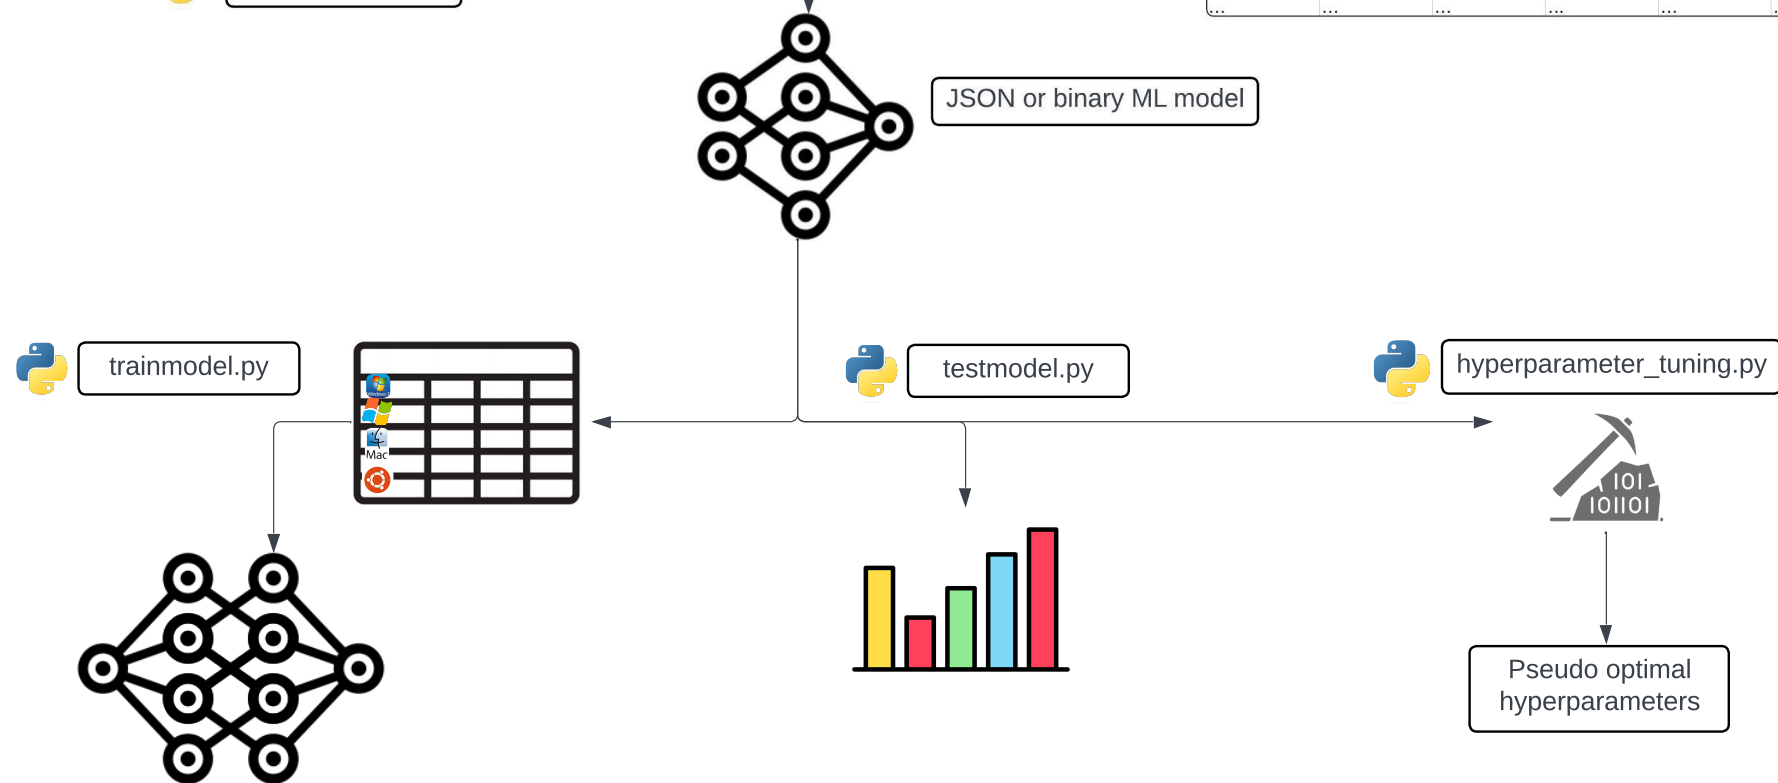 ... ... ... ... ...
JSON or binary ML model
trainmodel.py
testmodel.py
hyperparameter_tuning.py
Mac
101
101101
Pseudo optimal
hyperparameters